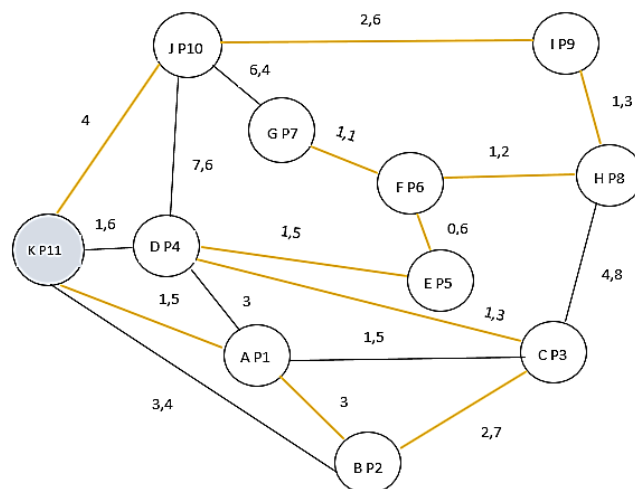 2,6
J P10
I P9
6,4
1,3
4
G P7
1,1
1,2
7,6
F P6
H P8
1,6
1,5
0,6
K P11
D P4
E P5
4,8
1,5
3
1,3
1,5
A P1
C P3
3,4
3
2,7
B P2